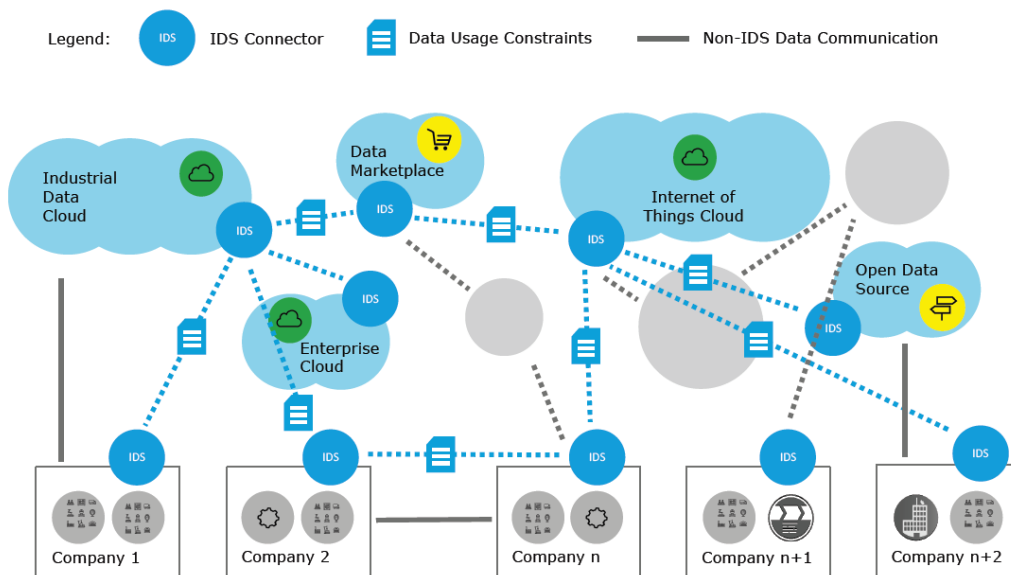 Legend:
IDS
IDS Connector
Data Usage Constraints
Non-IDS Data Communication
Industrial
Data
Cloud
Data
Marketplace
Internet of
Things Cloud
IDS
IDS
IDS
Open Data
Source
IDS
IDS
Enterprise
Cloud
IDS
IDS
IDS
IDS
IDS
Company 1
Company 2
Company n
Company n+1
Company n+2